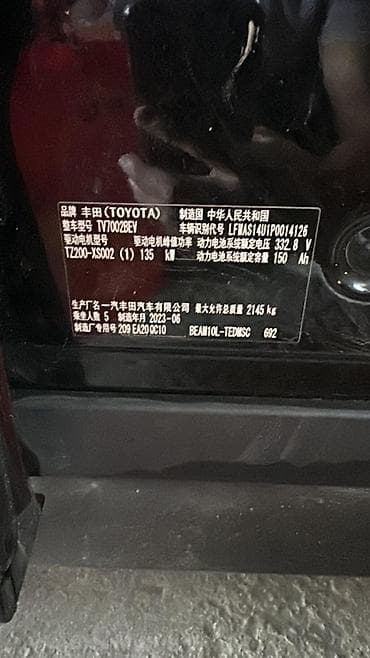 品牌 丰田(TOYOTA) 制造国 中华人民共和国
整车型号 TV7002BEV 车辆识别代号 LFMAS14U1P0014126
驱动电机型号 驱动电机峰值功率 动力电池系统额定电压 332.8 V
TZ200-XS002 (1) 135 kW 动力电池系统额定容量 150 Ah
生产厂名 一汽丰田汽车有限公司 最大允许总质量 2145 kg
乘坐人数 5 制造年月 2023-06
制造厂专用号 209 EA20 0C10 BEAM10L-TEDMSC G92